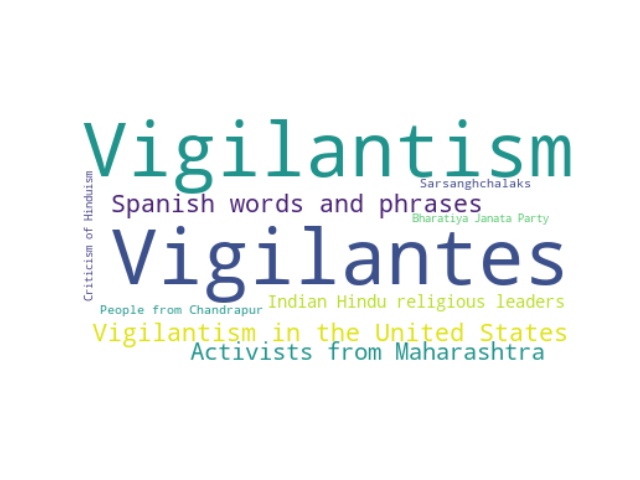 Vigilantism
Sarsanghchalaks
Spanish words and phrases
Bharatiya Janata Party
Criticism of Hinduism
Vigilantes
Indian Hindu religious leaders
People from Chandrapur
Vigilantism in the United States
Activists from Maharashtra